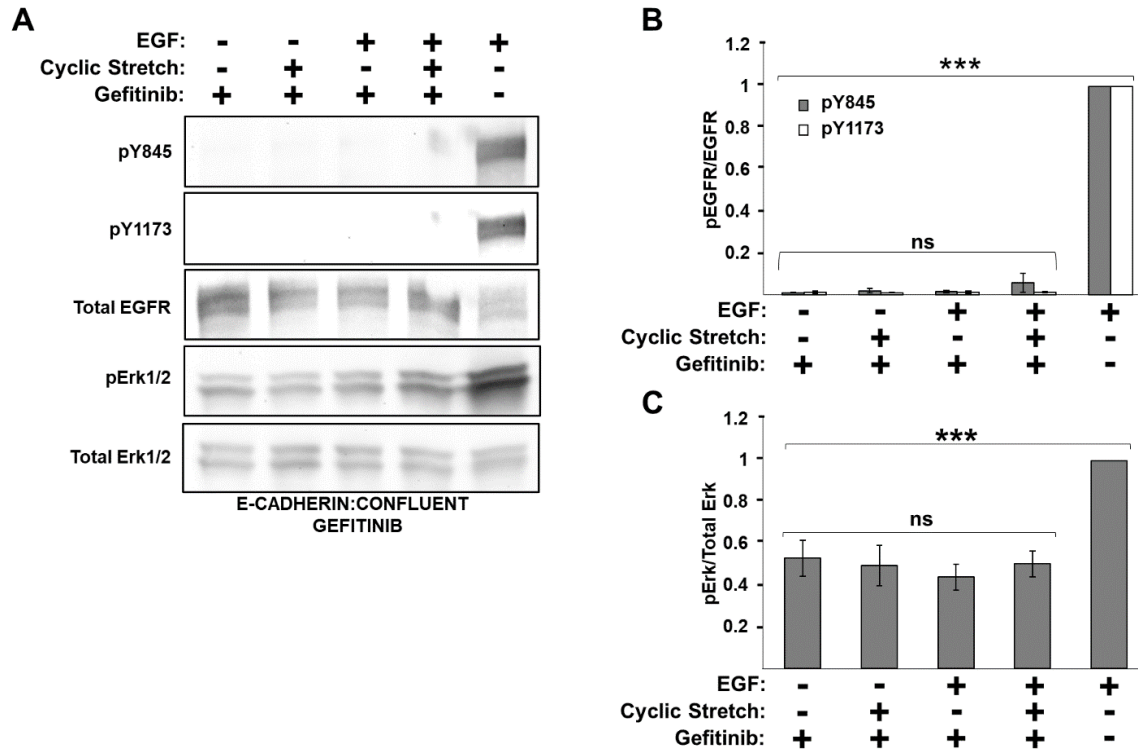 A
EGF: - - + + +
Cyclic Stretch: - + - + -
Gefitinib: + + + + -
pY845
pY1173
Total EGFR
pErk1/2
Total Erk1/2
E-CADHERIN:CONFLUENT
GEFITINIB
B
pEGFR/EGFR
1.2
1
0.8
0.6
0.4
0.2
***
pY845
pY1173
ns
EGF: - - + + +
Cyclic Stretch: - + - + -
Gefitinib: + + + + -
C
pErk/Total Erk
1.2
1
0.8
0.6
0.4
0.2
***
ns
EGF: - - + + +
Cyclic Stretch: - + - + -
Gefitinib: + + + + -